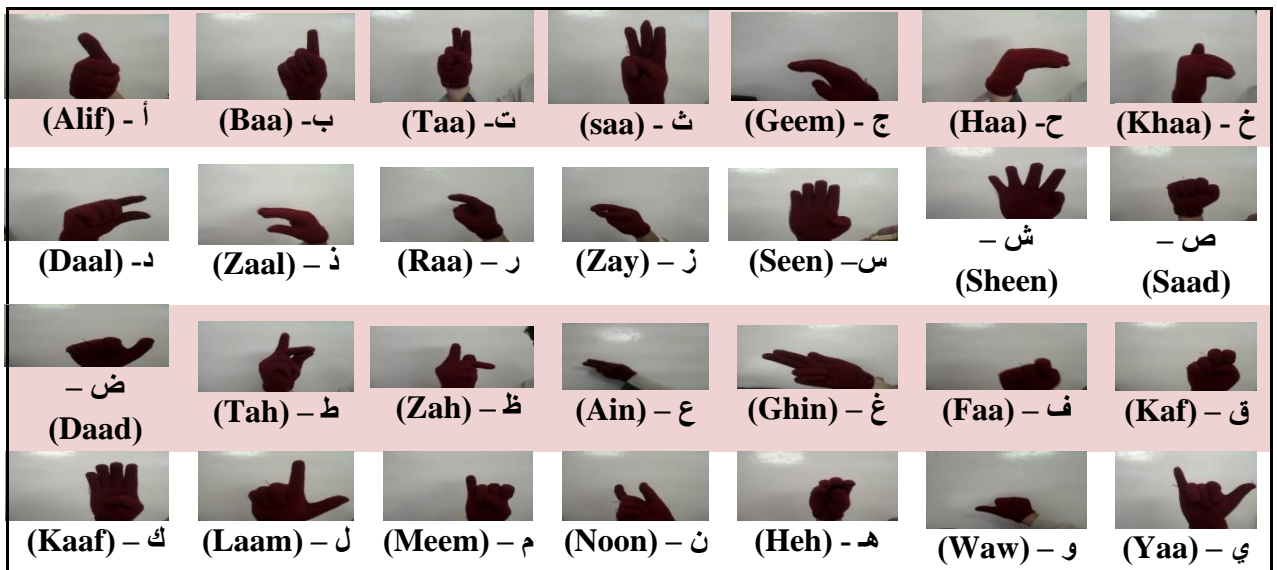 (Alif) - أ
(Baa) -ب
(Taa) -ت
(saa) - ث
(Geem) - ج
(Haa) -ح
(Khaa) - خ
(Daal) -د
(Zaal) – ذ
(Raa) – ر
(Zay) – ز
(Seen) –س
– ش
(Sheen)
– ص
(Saad)
– ض
(Daad)
(Tah) – ط
(Zah) – ظ
(Ain) – ع
(Ghin) – غ
(Faa) – ف
(Kaf) – ق
(Kaaf) – ك
(Laam) – ل
(Meem) – م
(Noon) – ن
(Heh) - هـ
(Waw) – و
(Yaa) – ي